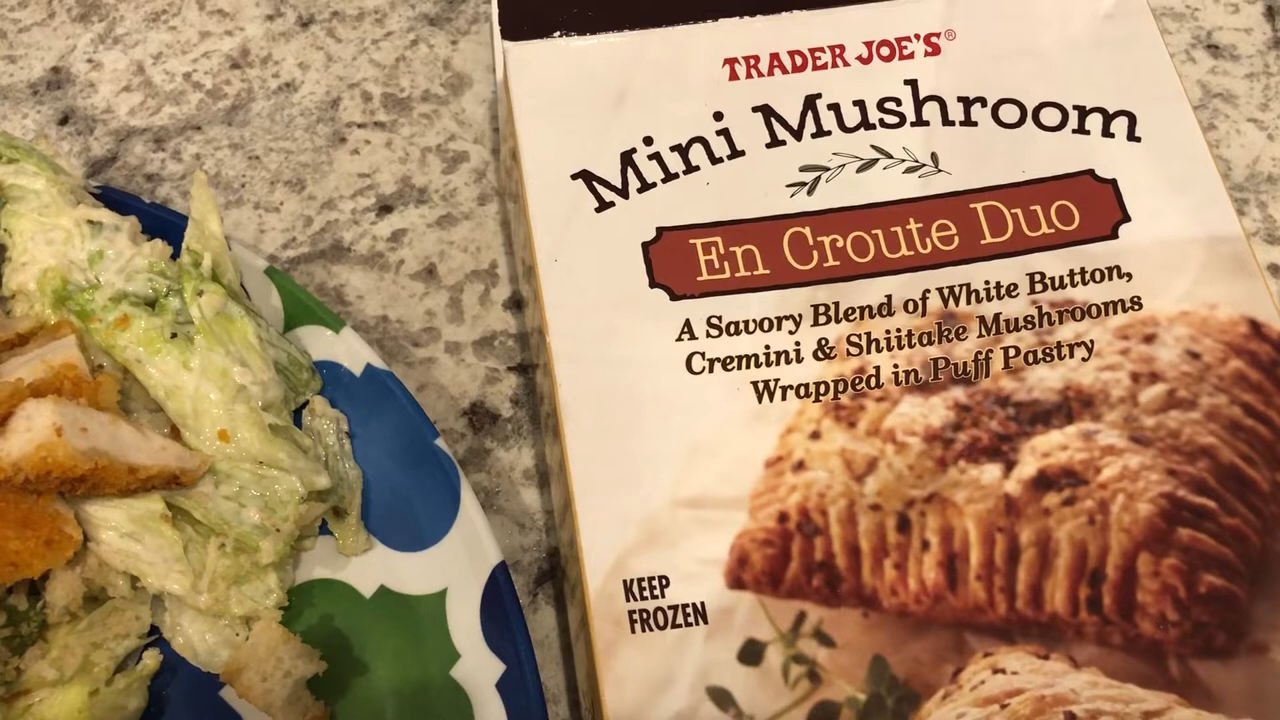 TRADER JOE'S®
Mini Mushroom
En Croute Duo
A Savory Blend of White Button,
Cremini & Shiitake Mushrooms
Wrapped in Puff Pastry
KEEP
FROZEN